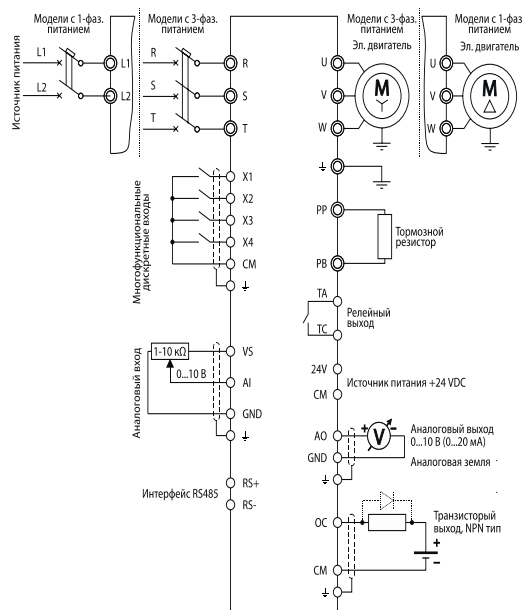 Модели с 1-фаз.
питанием
Модели с 3-фаз.
питанием
Модели с 3-фаз.
питанием
Модели с 1-фаз.
питанием
Эл. двигатель
Эл. двигатель
Источник питания
L1
L2
L1
L2
R
S
T
R
S
T
U
V
W
M
U
V
W
M
Многофункциональные
дискретные входы
X1
X2
X3
X4
CM
PP
PB
Тормозной
резистор
TA
TC
Релейный
выход
Аналоговый вход
1-10 кΩ
0...10 В
VS
AI
GND
24V
CM
Источник питания +24 VDC
AO
GND
+
V
-
Аналоговый выход
0...10 В (0...20 мА)
Аналоговая земля
Интерфейс RS485
RS+
RS-
OC
CM
Транзисторый
выход, NPN тип
+
-